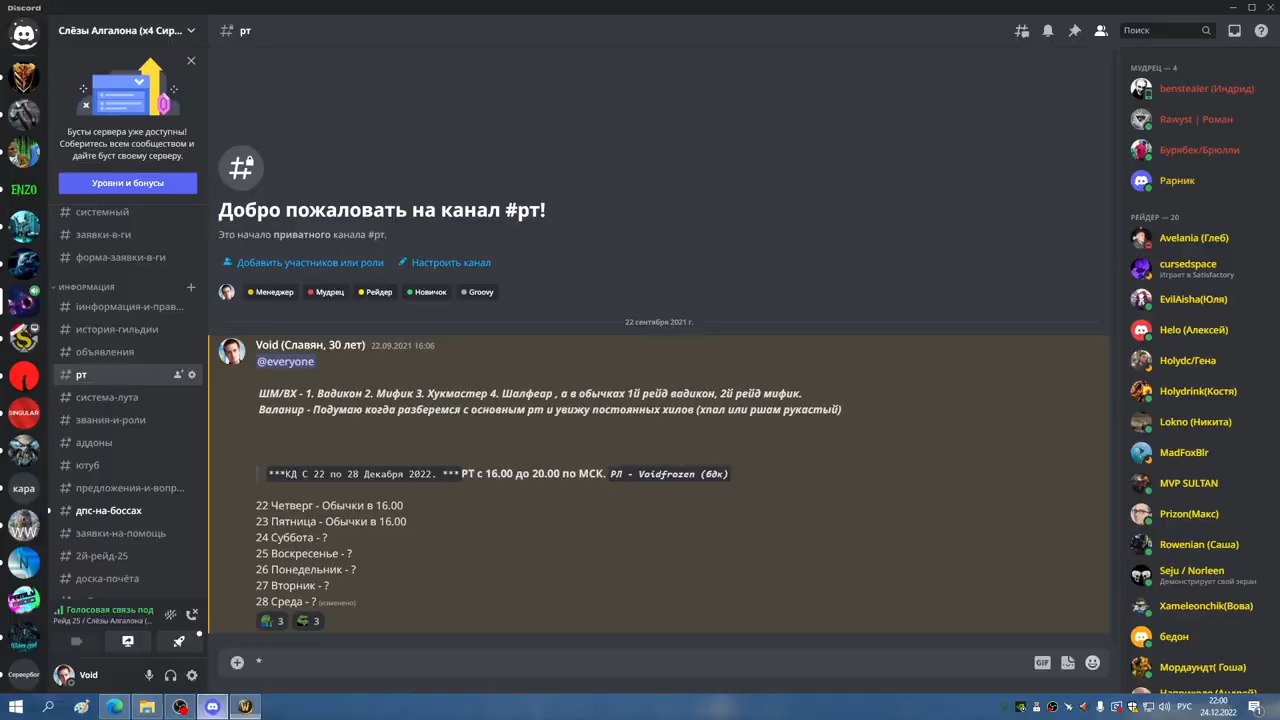 Discord
Слёзы Алгалона (x4 Сир...
рт
Поиск
Бусты сервера уже доступны!
Соберитесь всем сообществом и
дайте буст своему серверу.
Уровни и бонусы
системный
заявки-в-ги
форма-заявки-в-ги
ИНФОРМАЦИЯ
іинформация-и-прав...
история-гильдии
объявления
рт
система-лута
звания-и-роли
аддоны
ютуб
предложения-и-вопр...
дпс-на-боссах
заявки-на-помощь
2й-рейд-25
доска-почёта
Голосовая связь под
Рейд 25 / Слёзы Алгалона (...
Void
ENZO
SINGULAR
кара
WW
N
Сервербог
Добро пожаловать на канал #рт!
Это начало приватного канала #рт.
Добавить участников или роли
Настроить канал
Менеджер
Мудрец
Рейдер
Новичок
Groovy
22 сентября 2021 г.
Void (Славян, 30 лет) 22.09.2021 16:06
@everyone
ШМ/ВХ - 1. Вадикон 2. Мифик 3. Хукмастер 4. Шалфеар , а в обычках 1й рейд вадикон, 2й рейд мифик.
Валанир - Подумаю когда разберемся с основным рт и увижу постоянных хилов (хпал или ршам рукастый)
***КД С 22 по 28 Декабря 2022. *** РТ с 16.00 до 20.00 по МСК. РЛ - Voidfrozen (бдк)
22 Четверг - Обычки в 16.00
23 Пятница - Обычки в 16.00
24 Суббота - ?
25 Воскресенье - ?
26 Понедельник - ?
27 Вторник - ?
28 Среда - ? (изменено)
3
3
*
GIF
МУДРЕЦ — 4
benstealer (Индрид)
Rawyst | Роман
Бурябек/Брюлли
Рарник
РЕЙДЕР — 20
Avelania (Глеб)
cursedspace
Играет в Satisfactory
EvilAisha(Юля)
Helo (Алексей)
Holydc/Гена
Holydrink(Костя)
Lokno (Никита)
MadFoxBlr
MVP SULTAN
Prizon(Макс)
Rowenian (Саша)
Seju / Norleen
Демонстрирует свой экран
Xameleonchik(Вова)
бедон
Мордаундт( Гоша)
РУС
22:00
24.12.2022
1